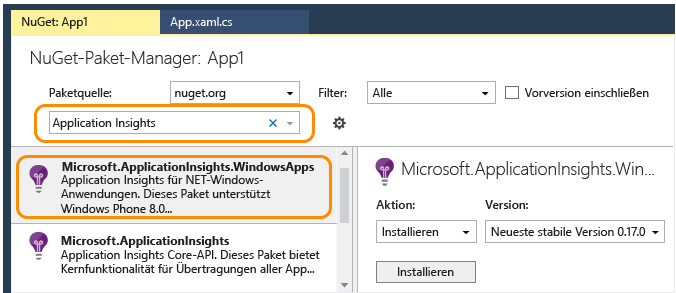 NuGet: App1
App.xaml.cs
NuGet-Paket-Manager: App1
Paketquelle: nuget.org Filter: Alle Vorversion einschließen
Application Insights
Microsoft.ApplicationInsights.WindowsApps
Application Insights für NET-Windows-
Anwendungen. Dieses Paket unterstützt
Windows Phone 8.0...
Microsoft.ApplicationInsights
Application Insights Core-API. Dieses Paket bietet
Kernfunktionalität für Übertragungen aller App...
Microsoft.ApplicationInsights.Win...
Aktion: Version:
Installieren Neueste stabile Version 0.17.0
Installieren